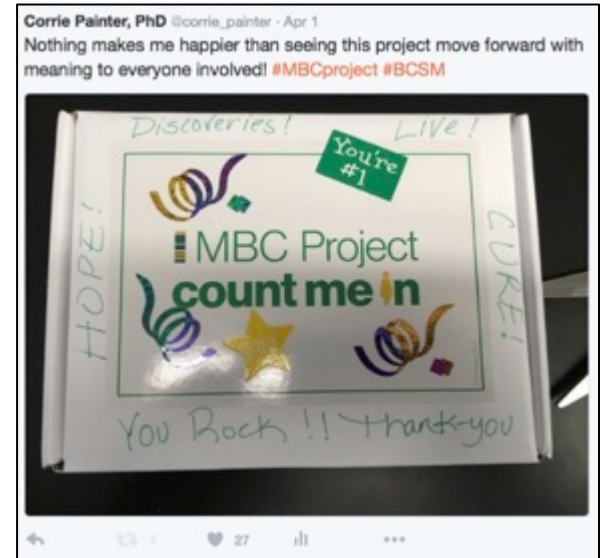 Corrie Painter, PhD @corrie_painter · Apr 1
Nothing makes me happier than seeing this project move forward with
meaning to everyone involved! #MBCproject #BCSM
Discoveries! Live!
You're
#1
HOPE!
MBC Project
count me in
CURE!
You Rock!! Thank-you
7 27